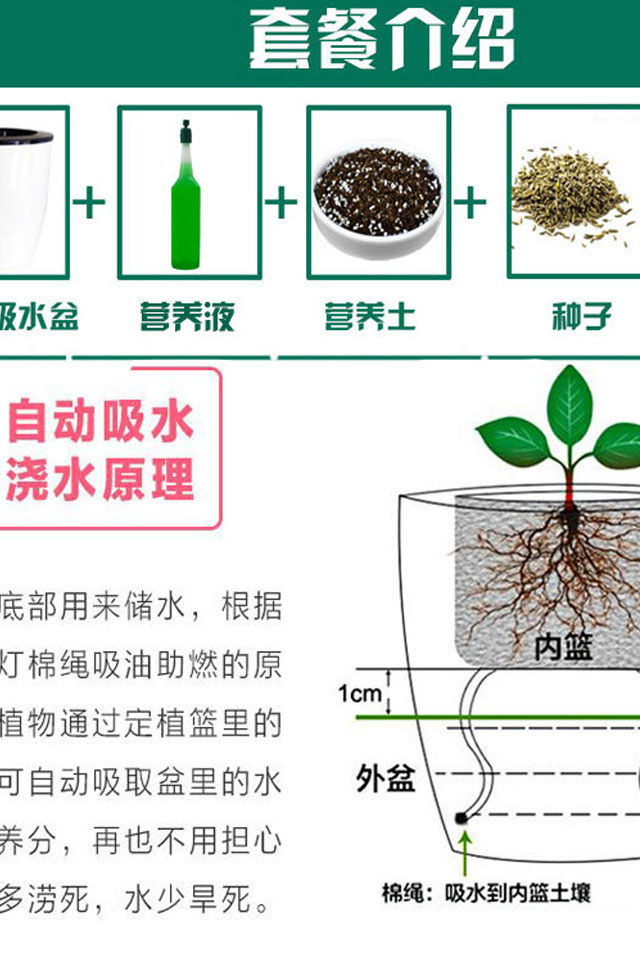 套餐介绍
吸水盆
营养液
营养土
种子
自动吸水
浇水原理
底部用来储水，根据
灯棉绳吸油助燃的原
植物通过定植篮里的
可自动吸取盆里的水
养分，再也不用担心
多涝死，水少旱死。
内篮
1cm
外盆
棉绳：吸水到内篮土壤